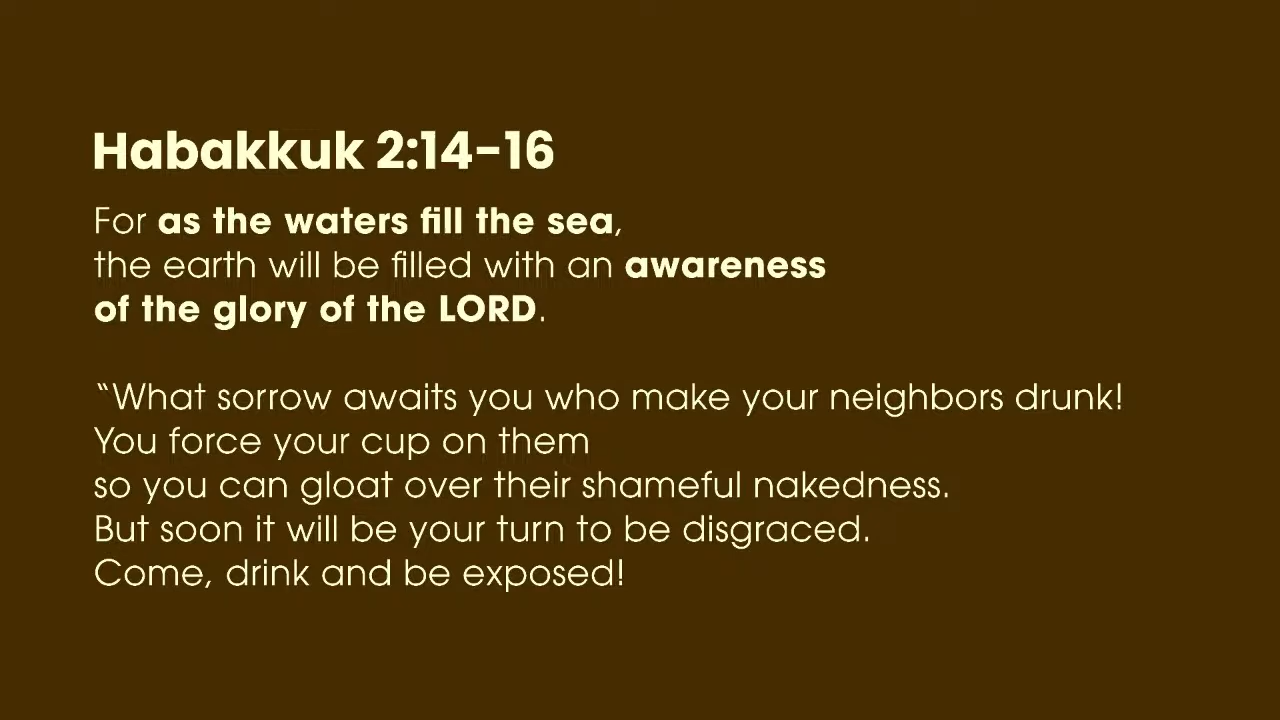 Habakkuk 2:14-16
For as the waters fill the sea,
the earth will be filled with an awareness
of the glory of the LORD.
“What sorrow awaits you who make your neighbors drunk!
You force your cup on them
so you can gloat over their shameful nakedness.
But soon it will be your turn to be disgraced.
Come, drink and be exposed!